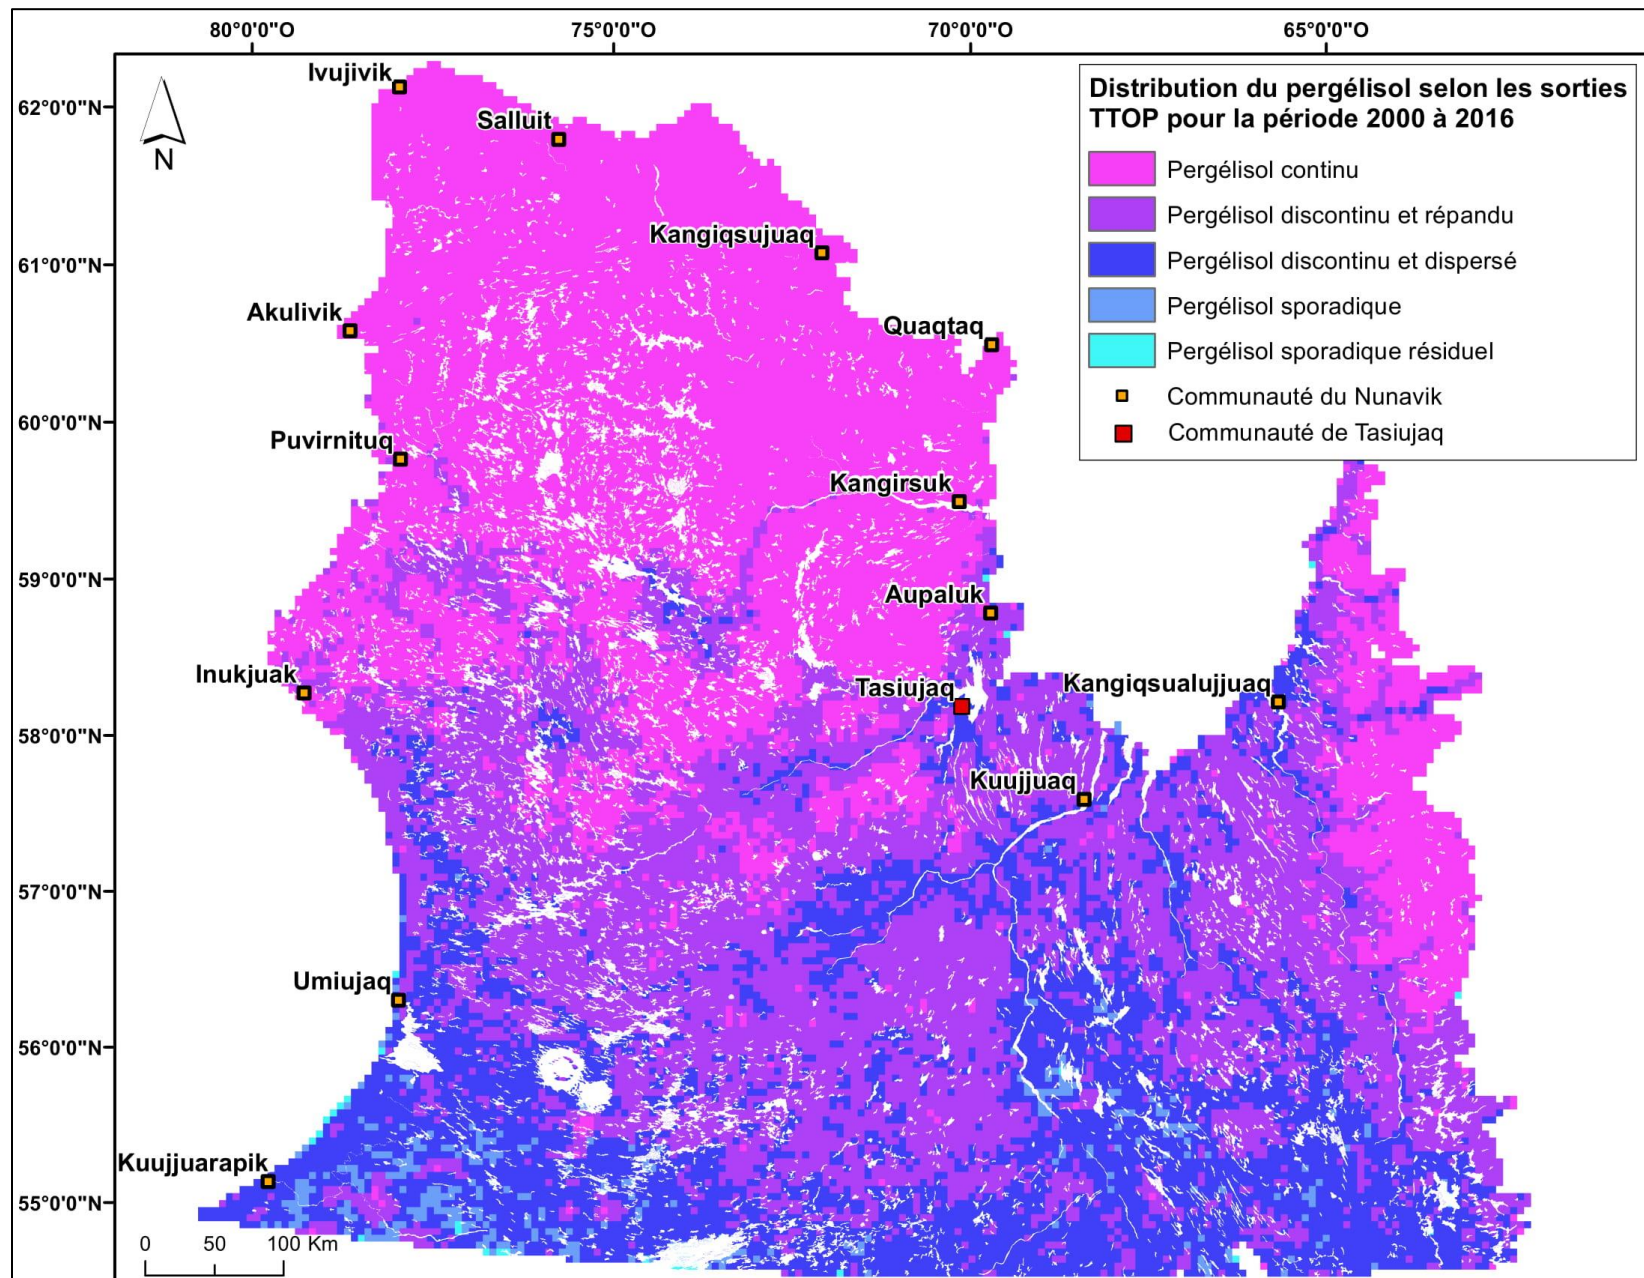 80°0'0"O 75°0'0"O 70°0'0"O 65°0'0"O
Distribution du pergélisol selon les sorties
TTOP pour la période 2000 à 2016
Pergélisol continu
Pergélisol discontinu et répandu
Pergélisol discontinu et dispersé
Pergélisol sporadique
Pergélisol sporadique résiduel
Communauté du Nunavik
Communauté de Tasiujaq
N
62°0'0"N
61°0'0"N
60°0'0"N
59°0'0"N
58°0'0"N
57°0'0"N
56°0'0"N
55°0'0"N
Ivujivik
Salluit
Kangiqsujuaq
Akulivik
Quaqtaq
Puvirnituq
Kangirsuk
Aupaluk
Inukjuak
Tasiujaq
Kangiqsualujjuaq
Kuujjuaq
Umiujaq
Kuujjuarapik
0 50 100 Km